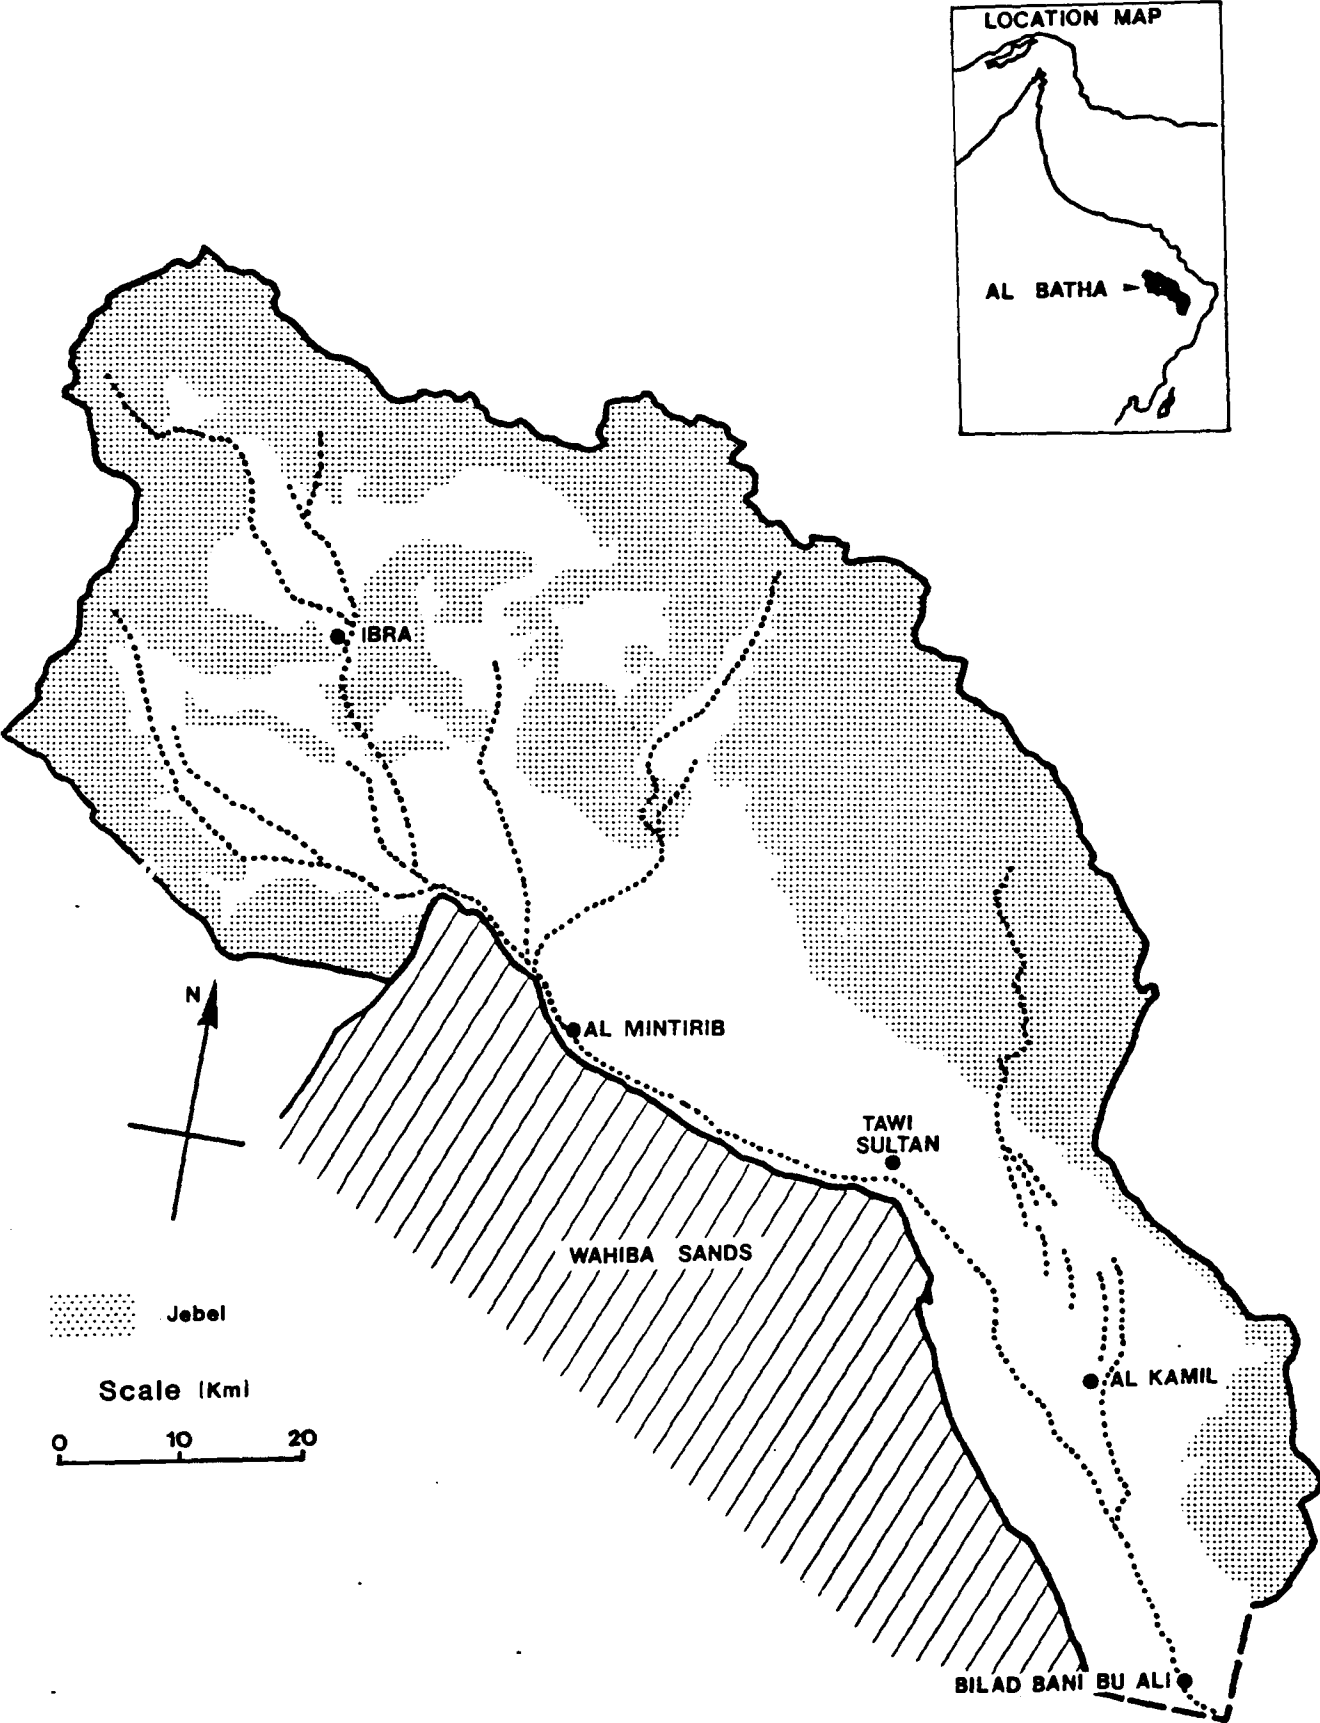 LOCATION MAP
AL BATHA
IBRA
N
AL MINTIRIB
TAWI
SULTAN
WAHIBA SANDS
Jebel
AL KAMIL
Scale (Km)
0 10 20
BILAD BANI BU ALI